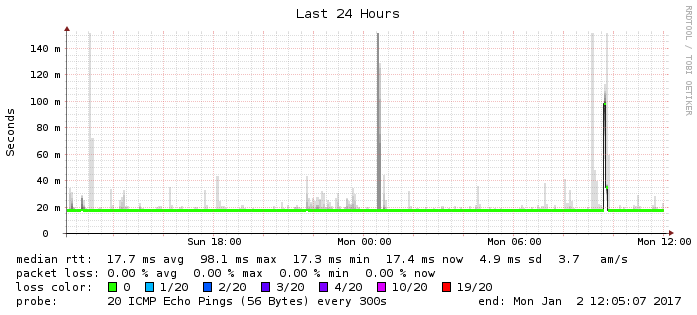 Last 24 Hours
RRDTOOL / TOBI OETIKER
Seconds
140 m
120 m
100 m
80 m
60 m
40 m
20 m
0
Sun 18:00 Mon 00:00 Mon 06:00 Mon 12:00
median rtt: 17.7 ms avg 98.1 ms max 17.3 ms min 17.4 ms now 4.9 ms sd 3.7 am/s
packet loss: 0.00 % avg 0.00 % max 0.00 % min 0.00 % now
loss color: 0 1/20 2/20 3/20 4/20 10/20 19/20
probe: 20 ICMP Echo Pings (56 Bytes) every 300s end: Mon Jan 2 12:05:07 2017